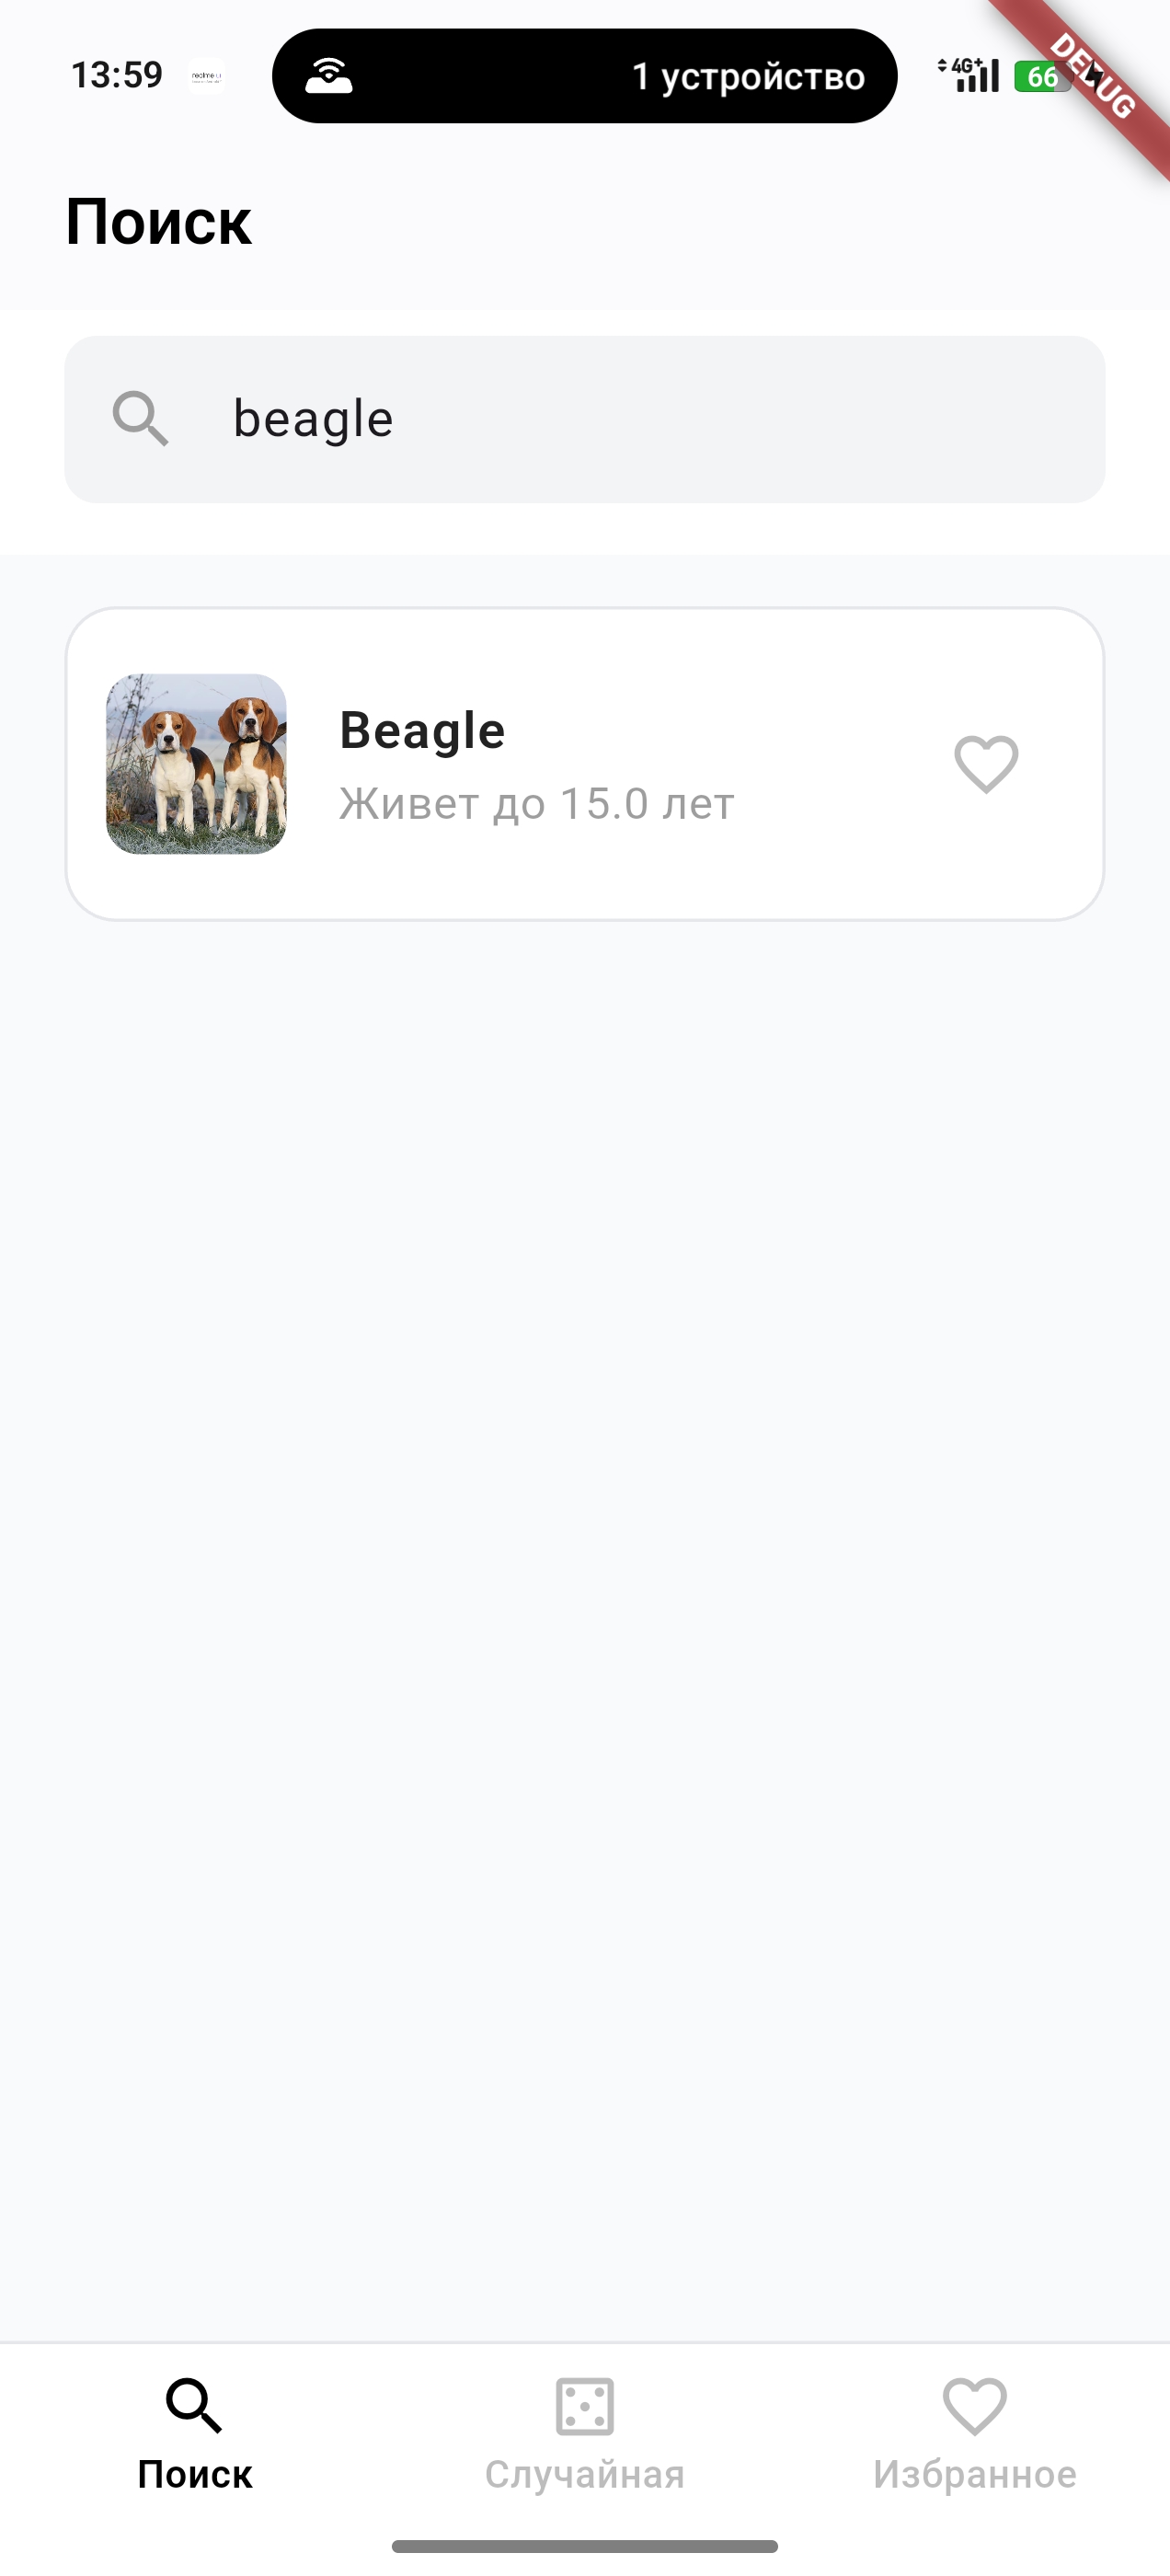 13:59
1 устройство
4G+
66
DEBUG
Поиск
beagle
Beagle
Живет до 15.0 лет
Поиск
Случайная
Избранное